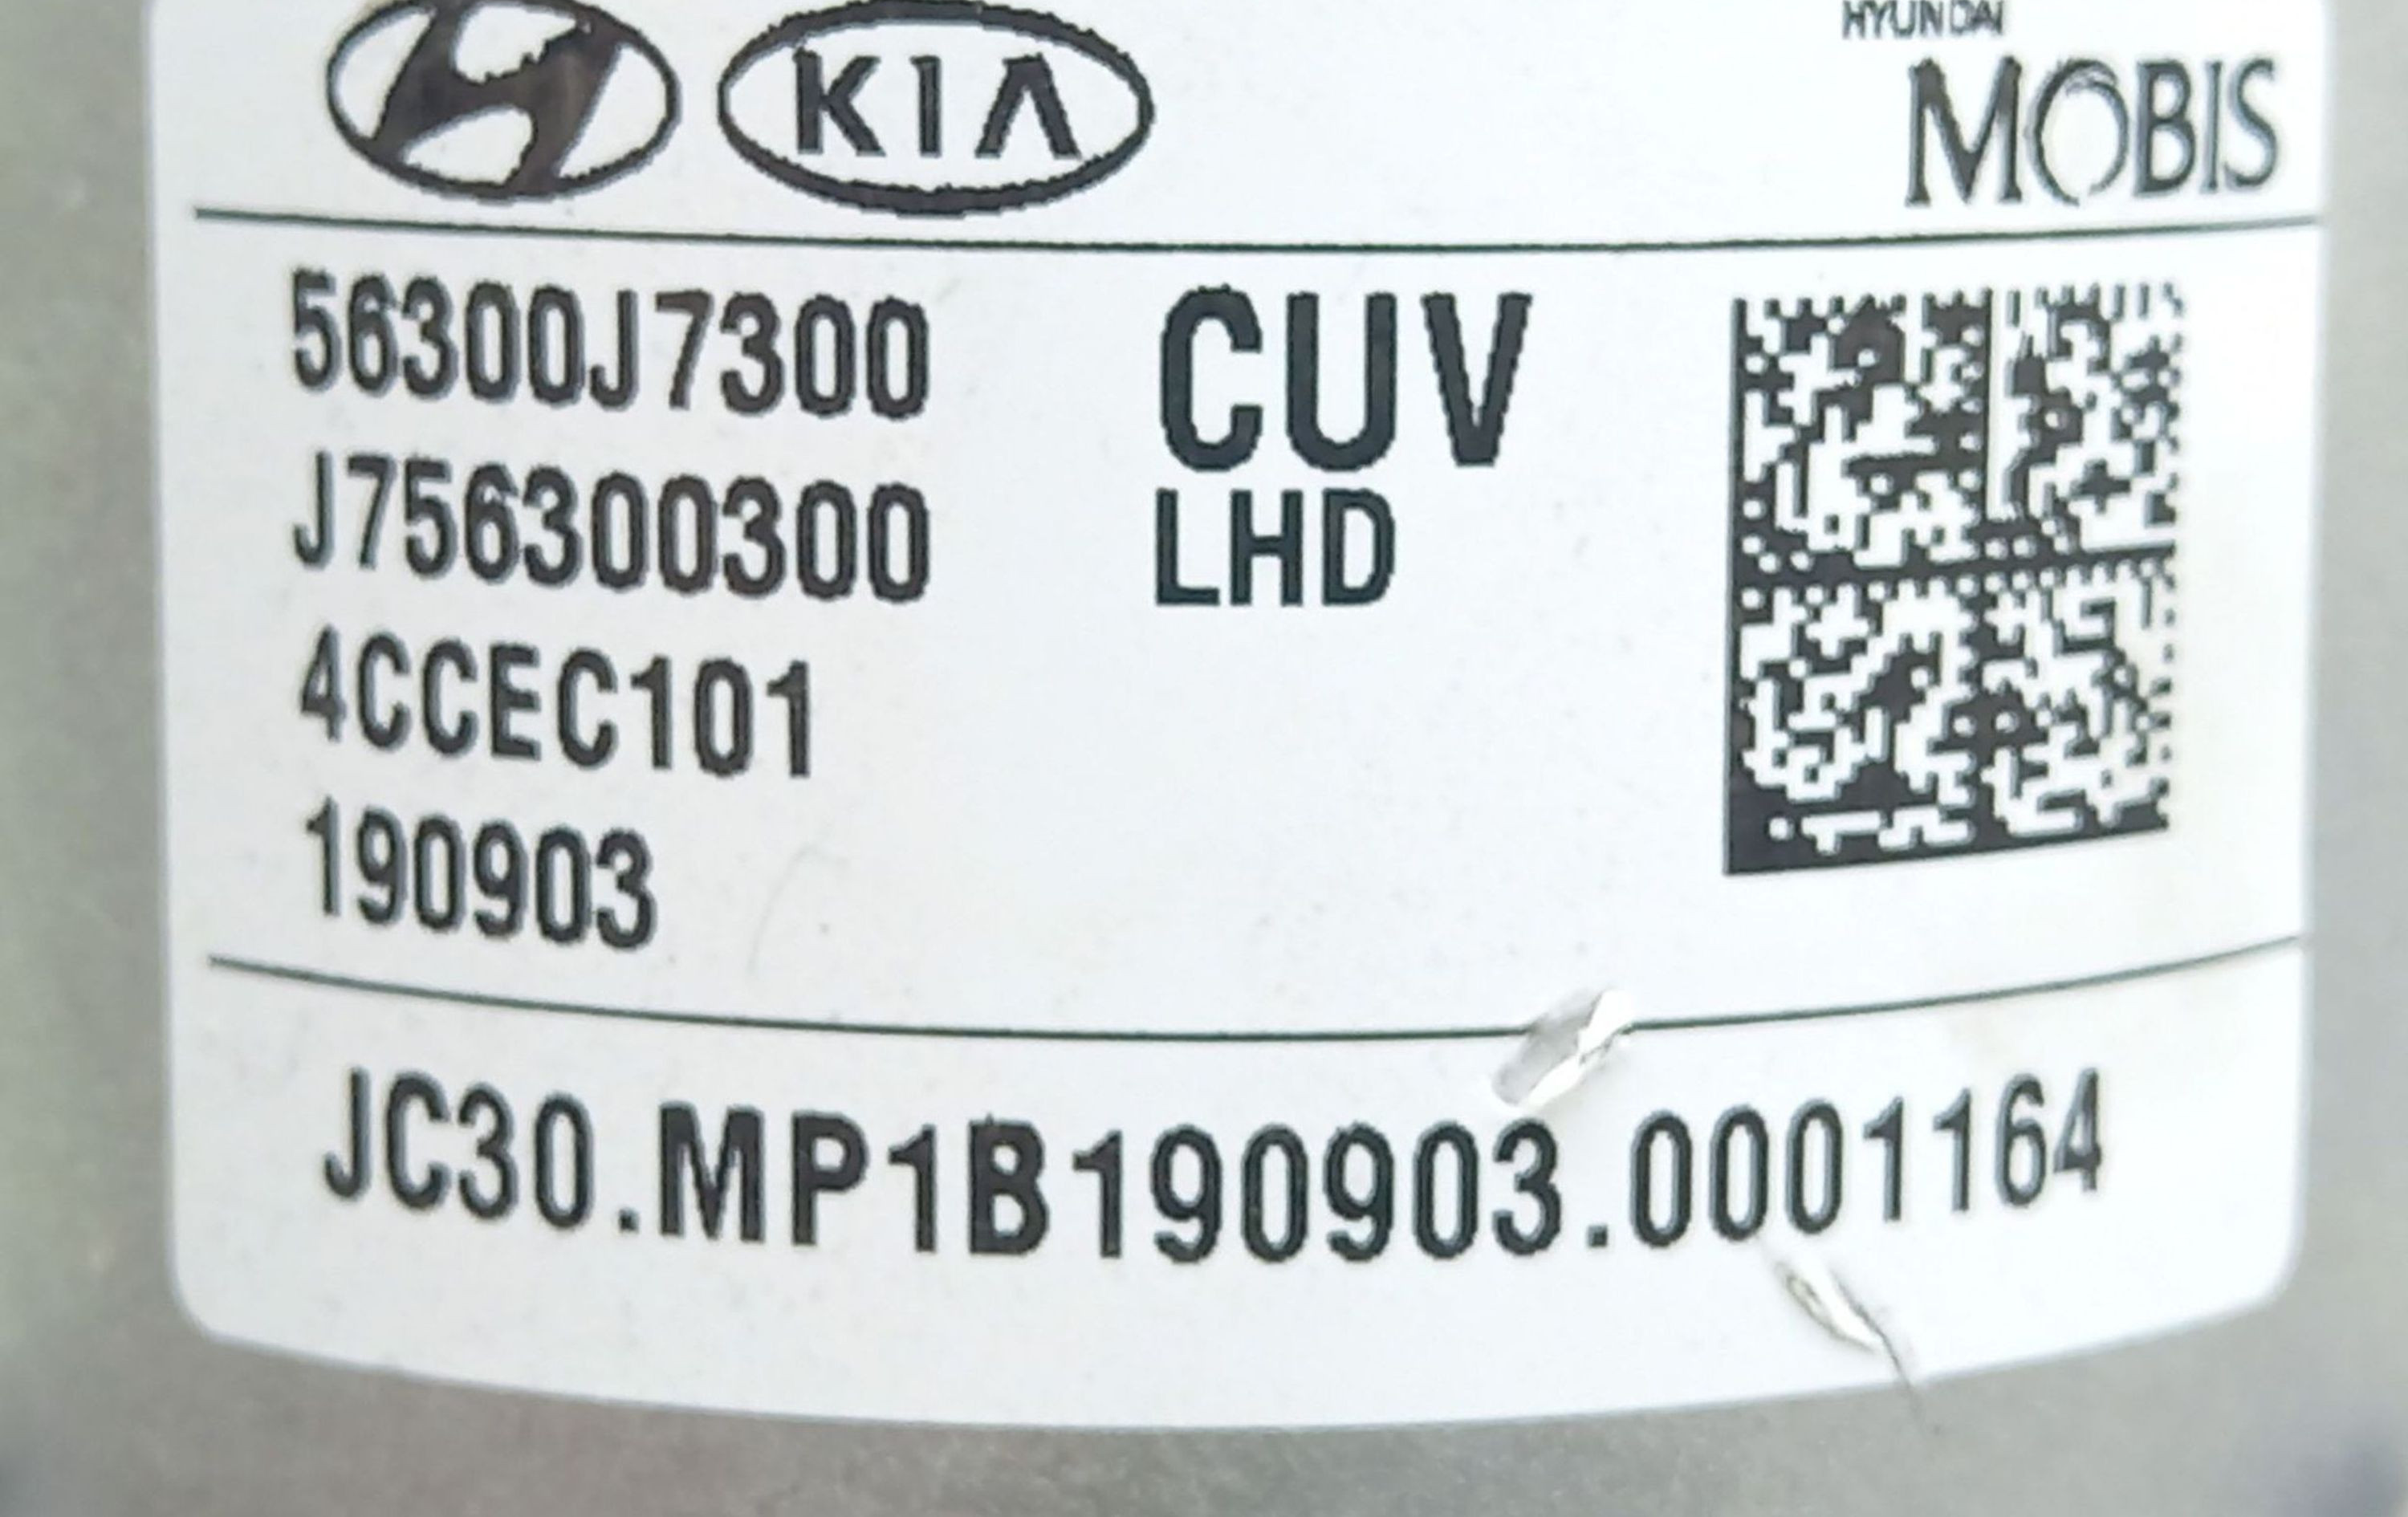 KIA
HYUNDAI
MOBIS
56300J7300
CUV
J756300300
LHD
4CCEC101
190903
JC30.MP1B190903.0001164